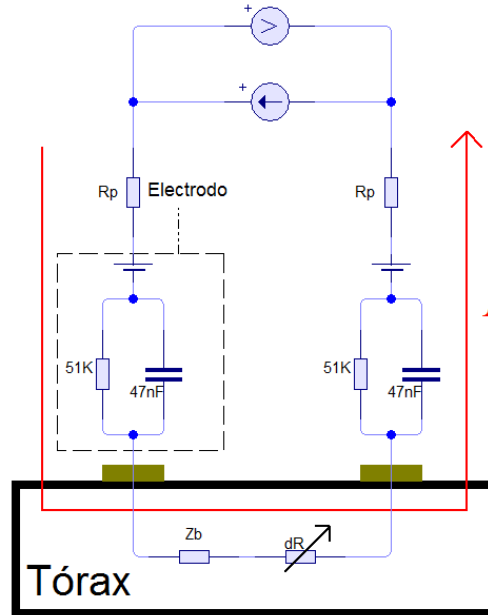 +
>
+
Rp
Electrodo
Rp
51K
47nF
51K
47nF
Zb
dR
Tórax